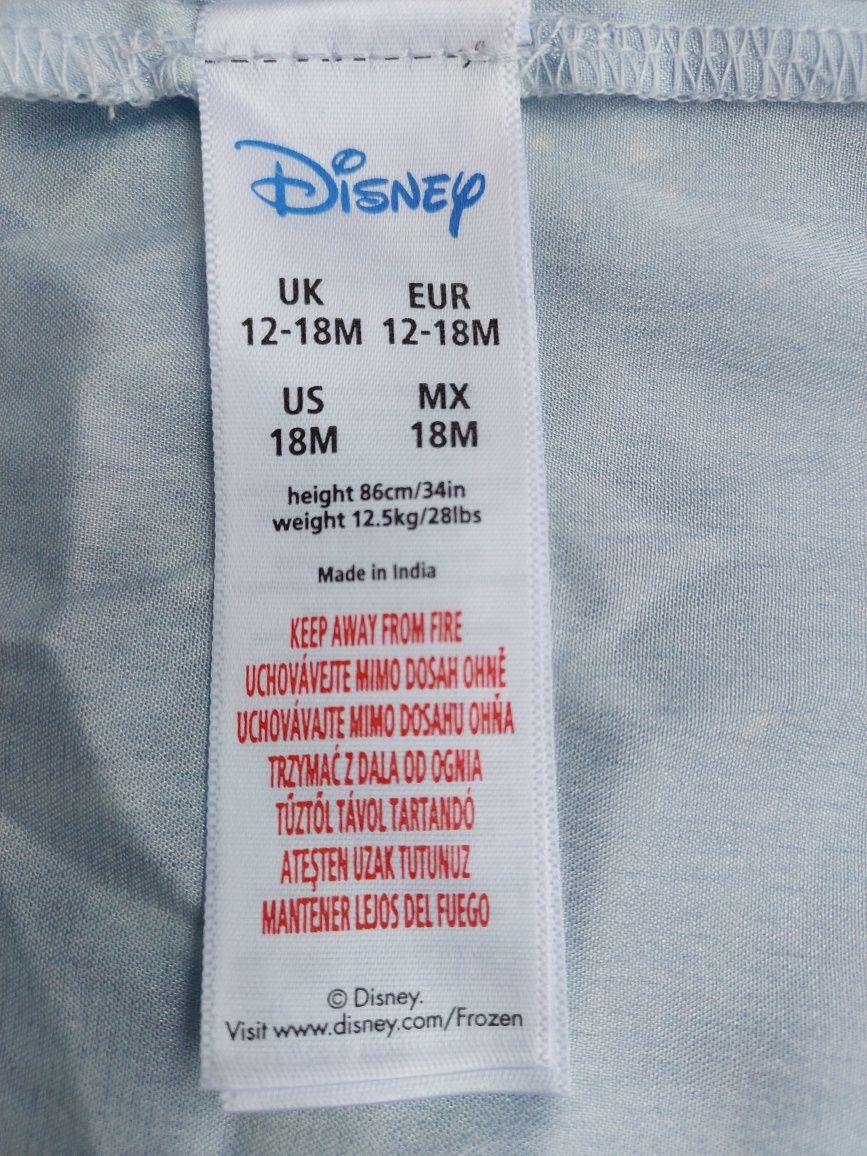 Disney
UK EUR
12-18M 12-18M
US MX
18M 18M
height 86cm/34in
weight 12.5kg/28lbs
Made in India
KEEP AWAY FROM FIRE
UCHOVÁVEJTE MIMO DOSAH OHNĚ
UCHOVÁVAJTE MIMO DOSAHU OHŇA
TRZYMAĆ Z DALA OD OGNIA
TŰZTŐL TÁVOL TARTANDÓ
ATEŞTEN UZAK TUTUNUZ
MANTENER LEJOS DEL FUEGO
© Disney.
Visit www.disney.com/Frozen